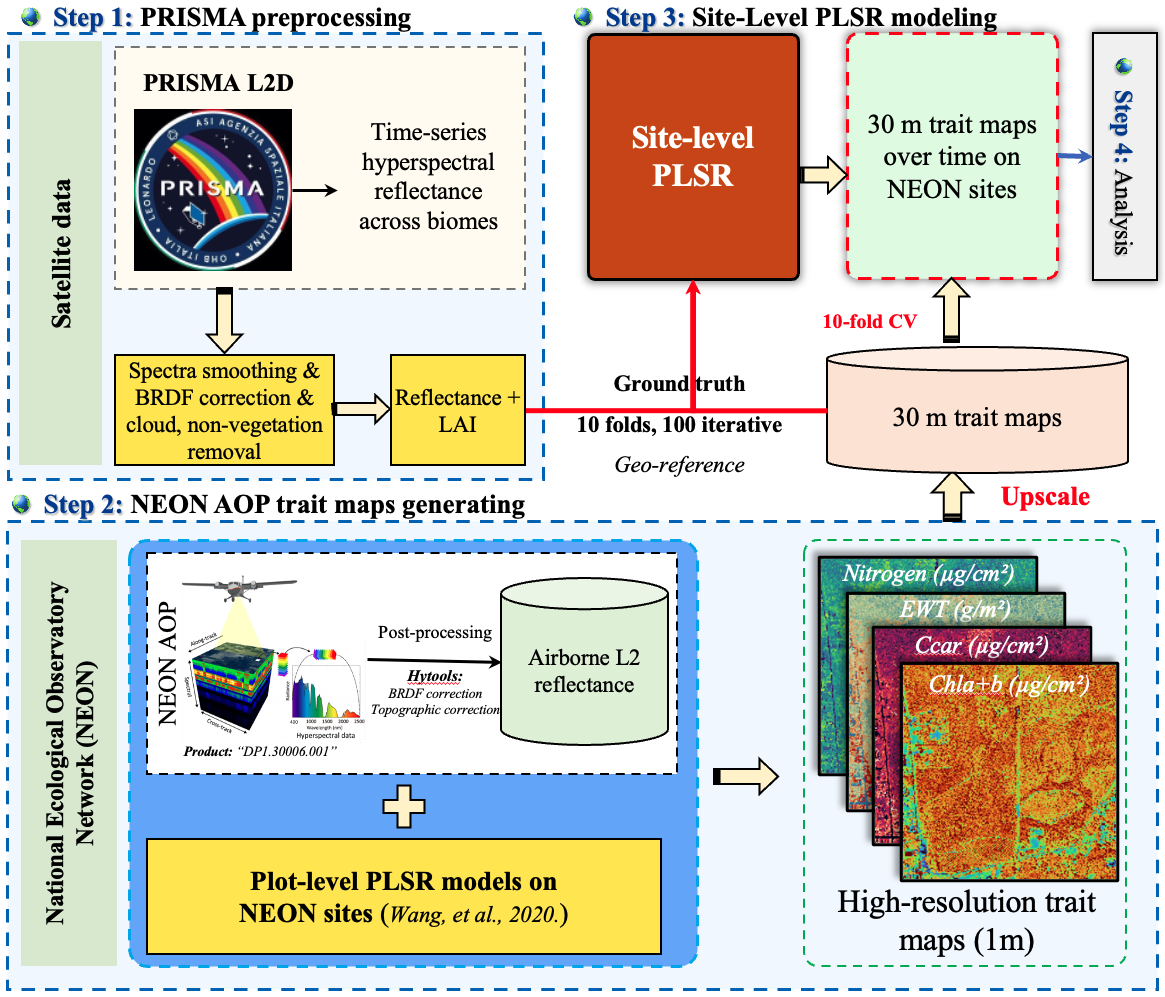 Step 1: PRISMA preprocessing
Satellite data
PRISMA L2D
ASI AGENZIA SPAZIALE ITALIANA
LEONARDO
PRISMA
OHB ITALIA
Time-series
hyperspectral
reflectance
across biomes
Spectra smoothing &
BRDF correction &
cloud, non-vegetation
removal
Reflectance +
LAI
Step 3: Site-Level PLSR modeling
Site-level
PLSR
30 m trait maps
over time on
NEON sites
Step 4: Analysis
10-fold CV
Ground truth
10 folds, 100 iterative
Geo-reference
30 m trait maps
Upscale
Step 2: NEON AOP trait maps generating
National Ecological Observatory
Network (NEON)
NEON AOP
Along-track
Spectral
Cross-track
Radiance
400 1000 1500 2000 2500
Wavelength (nm)
Hyperspectral data
Product: “DP1.30006.001”
Post-processing
Hytools:
BRDF correction
Topographic correction
Airborne L2
reflectance
Plot-level PLSR models on
NEON sites (Wang, et al., 2020.)
Nitrogen (µg/cm²)
EWT (g/m²)
Ccar (µg/cm²)
Chla+b (µg/cm²)
High-resolution trait
maps (1m)